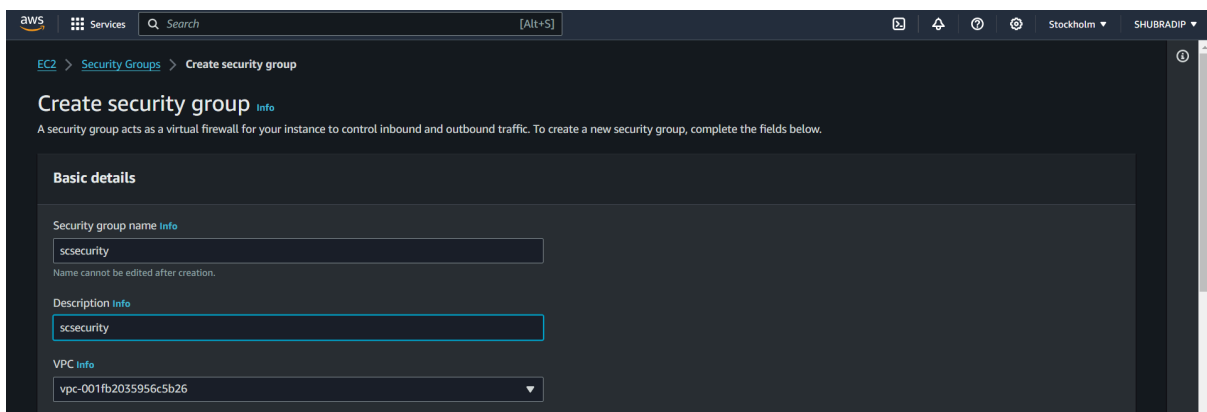 aws Services Search [Alt+S] Stockholm SHUBRADIP
EC2 > Security Groups > Create security group
Create security group Info
A security group acts as a virtual firewall for your instance to control inbound and outbound traffic. To create a new security group, complete the fields below.
Basic details
Security group name Info
scsecurity
Name cannot be edited after creation.
Description Info
scsecurity
VPC Info
vpc-001fb2035956c5b26